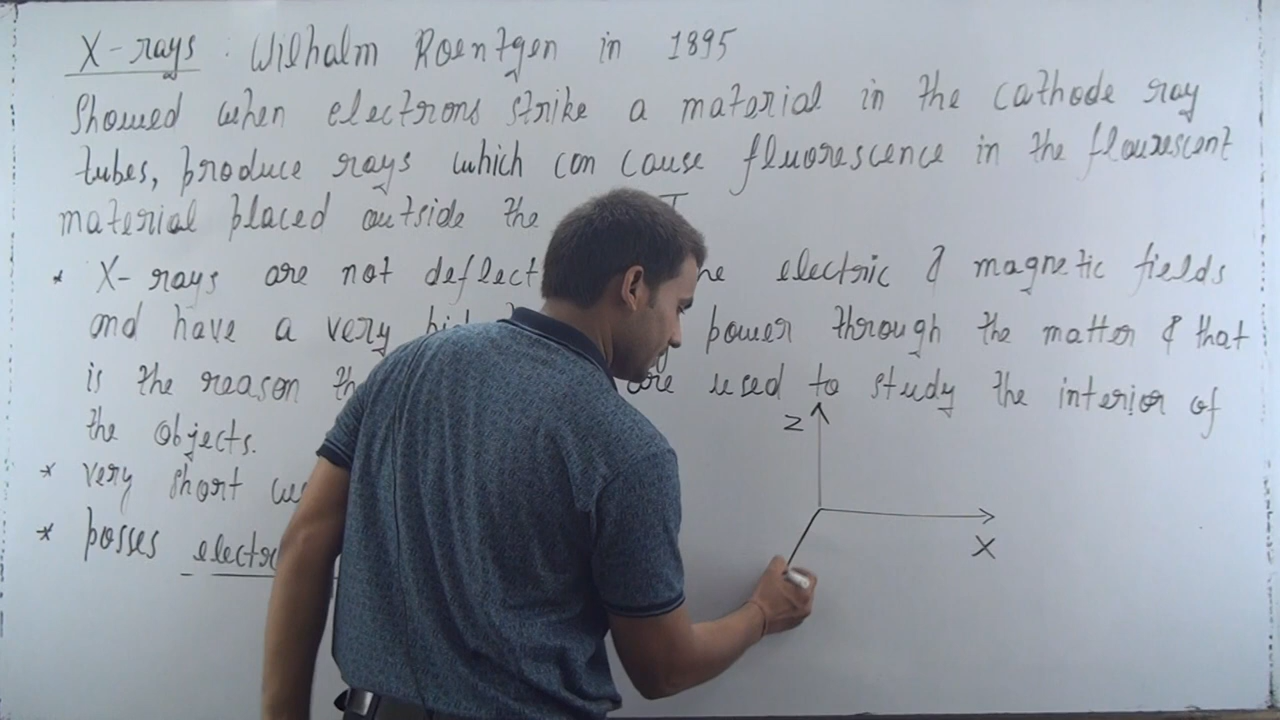 X-rays : Wilhalm Roentgen in 1895
Showed when electrons strike a material in the cathode ray
tubes, produce rays which can cause fluorescence in the flourescent
material placed outside the
* X-rays are not deflect electric & magnetic fields
and have a very power through the matter & that
is the reason are used to study the interior of
the objects.
* very short
* posses
Z
X